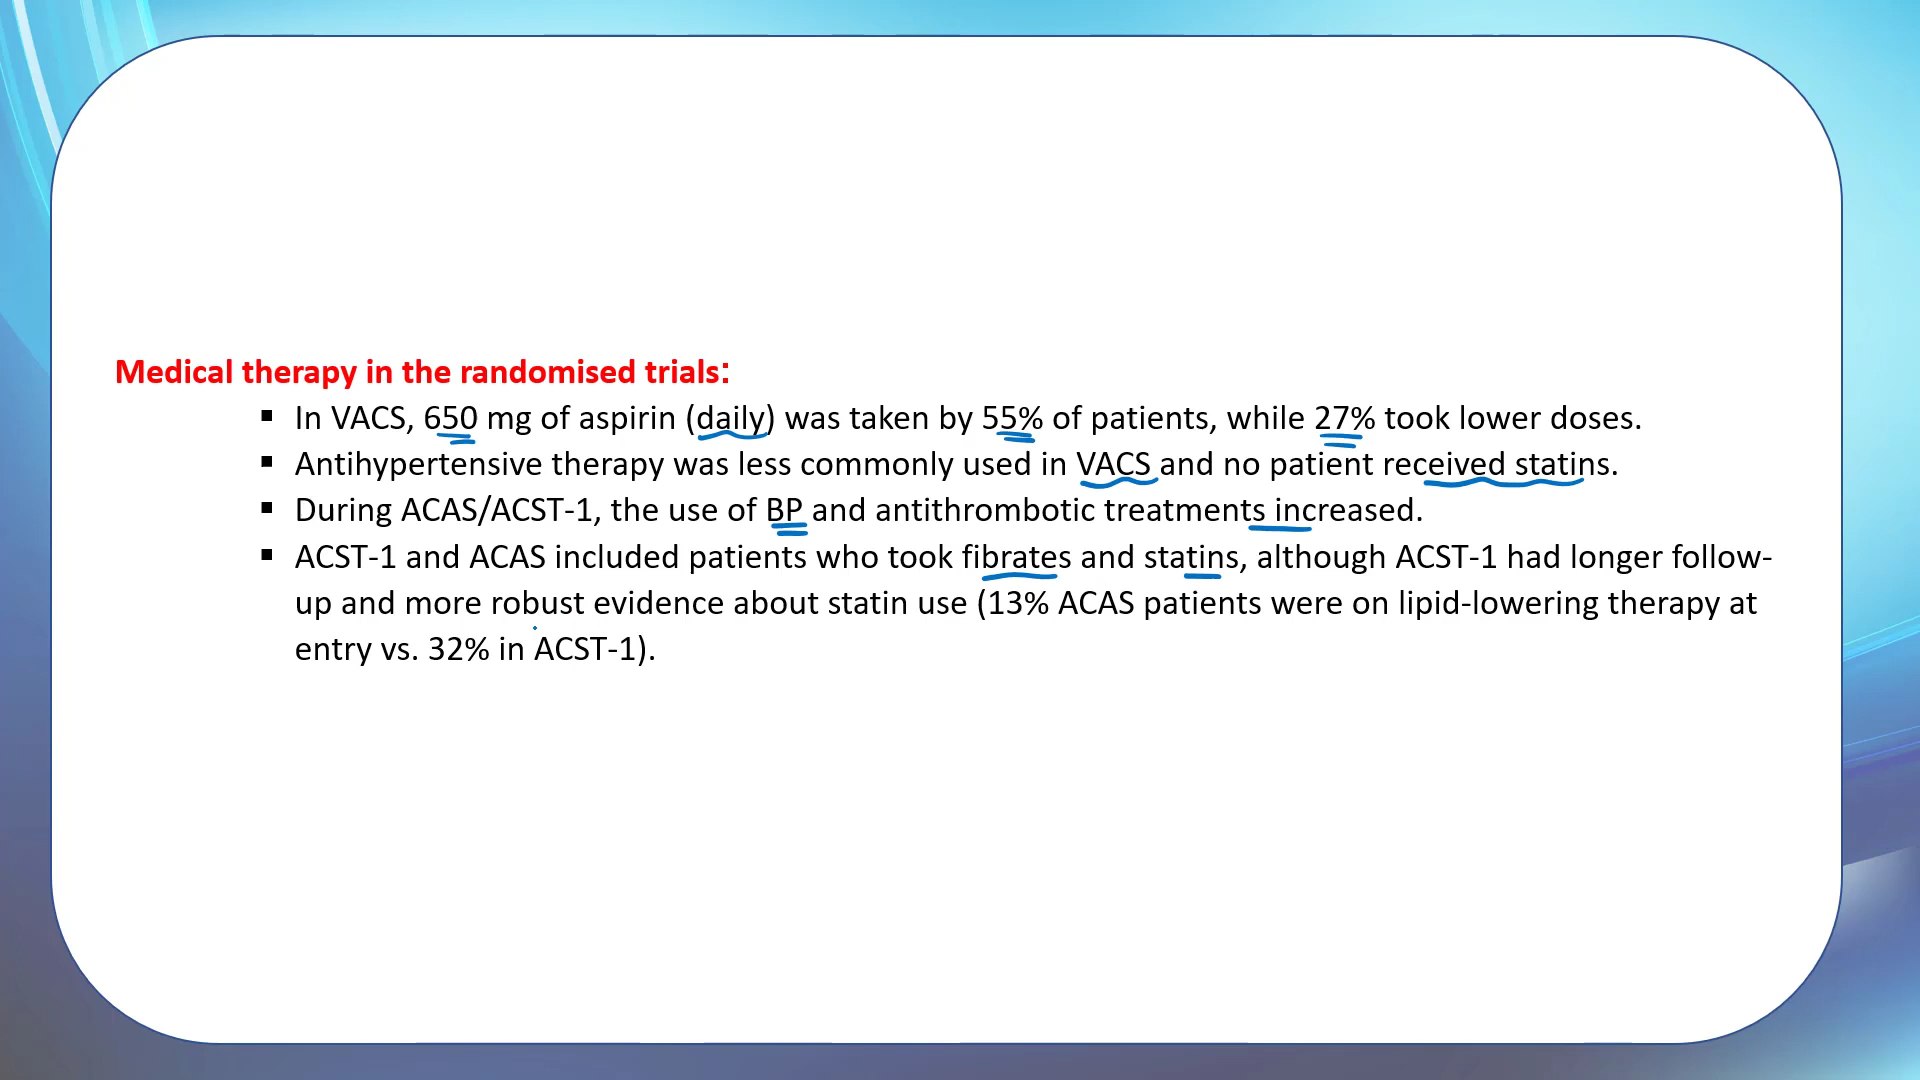 Medical therapy in the randomised trials:
▪ In VACS, 650 mg of aspirin (daily) was taken by 55% of patients, while 27% took lower doses.
▪ Antihypertensive therapy was less commonly used in VACS and no patient received statins.
▪ During ACAS/ACST-1, the use of BP and antithrombotic treatments increased.
▪ ACST-1 and ACAS included patients who took fibrates and statins, although ACST-1 had longer follow-
up and more robust evidence about statin use (13% ACAS patients were on lipid-lowering therapy at
entry vs. 32% in ACST-1).